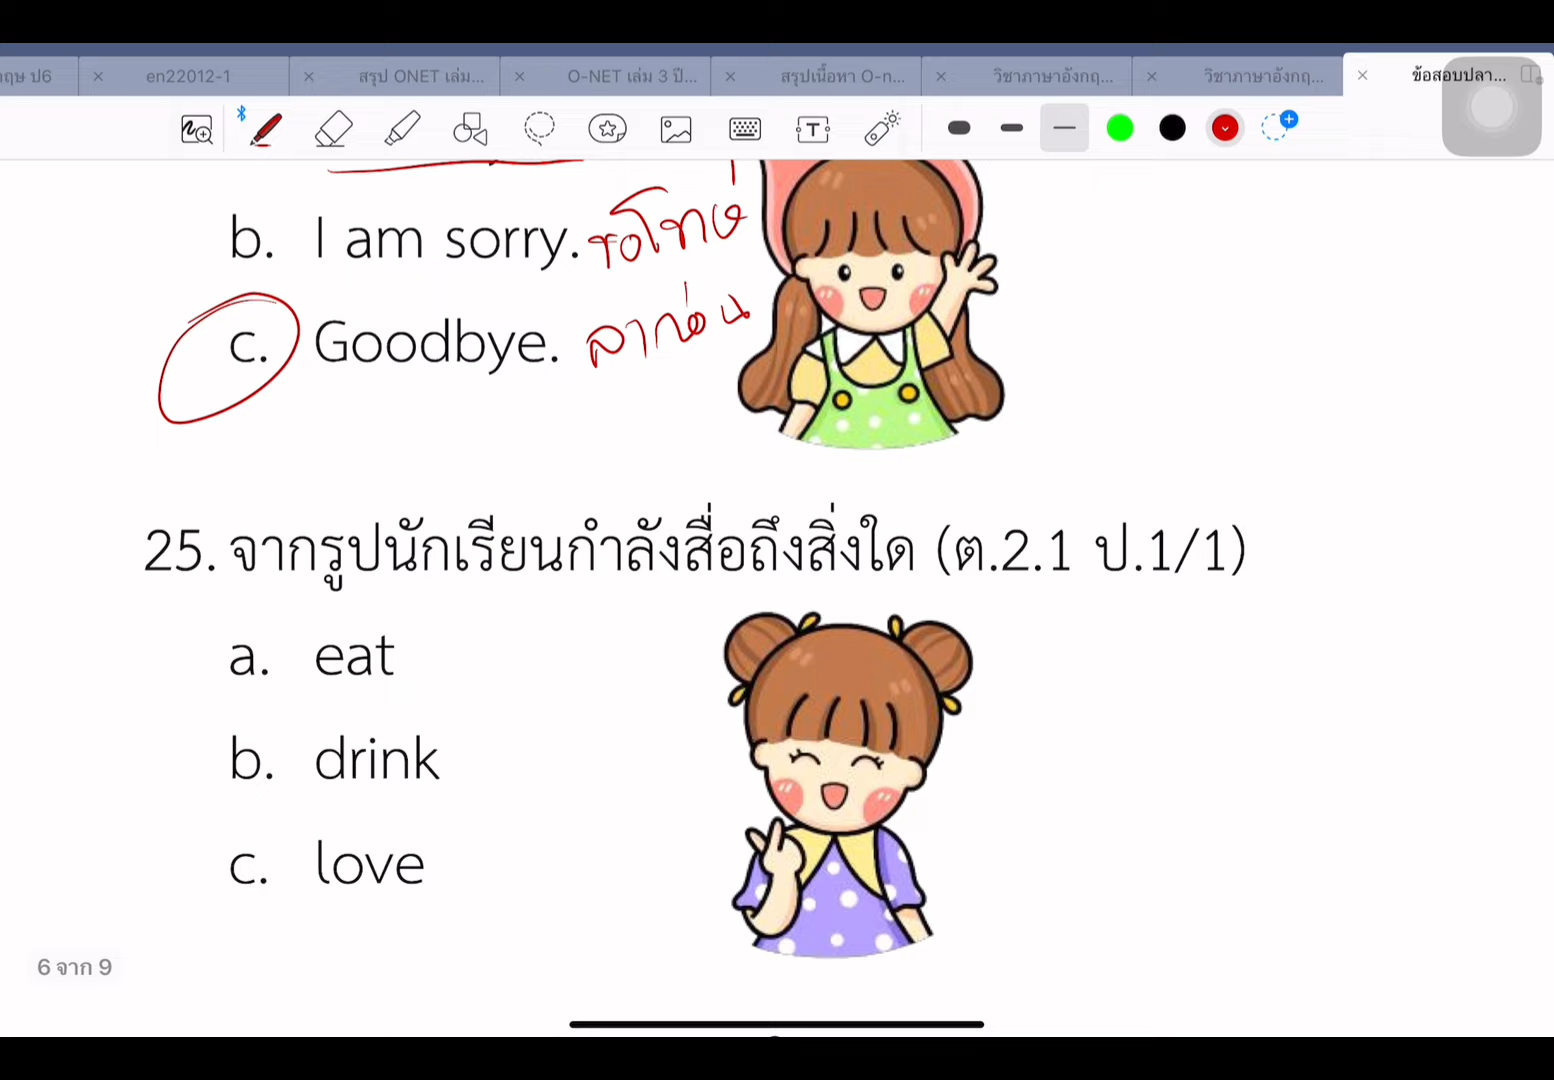 ฤษ ป6
en22012-1
สรุป ONET เล่ม...
O-NET เล่ม 3 ปี...
สรุปเนื้อหา O-n...
วิชาภาษาอังกฤ...
วิชาภาษาอังกฤ...
ข้อสอบปลา...
b. I am sorry. ขอโทษ
c. Goodbye. ลาก่อน
25. จากรูปนักเรียนกำลังสื่อถึงสิ่งใด (ต.2.1 ป.1/1)
a. eat
b. drink
c. love
6 จาก 9